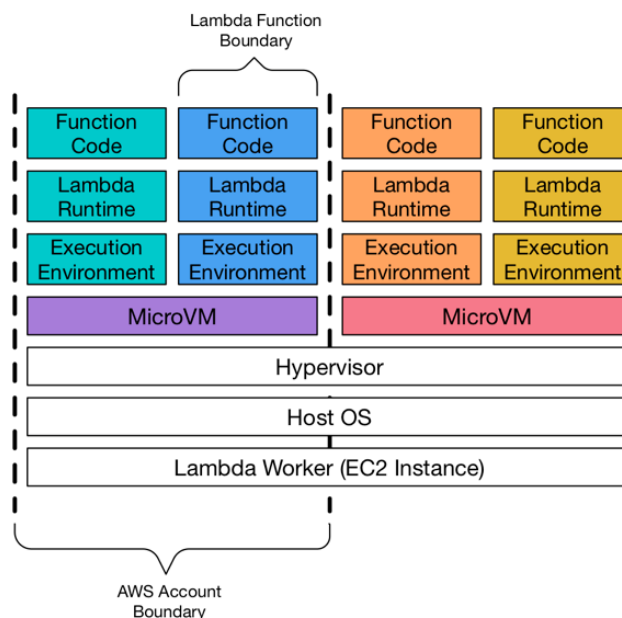 Lambda Function
Boundary
Function
Code
Function
Code
Function
Code
Function
Code
Lambda
Runtime
Lambda
Runtime
Lambda
Runtime
Lambda
Runtime
Execution
Environment
Execution
Environment
Execution
Environment
Execution
Environment
MicroVM
MicroVM
Hypervisor
Host OS
Lambda Worker (EC2 Instance)
AWS Account
Boundary